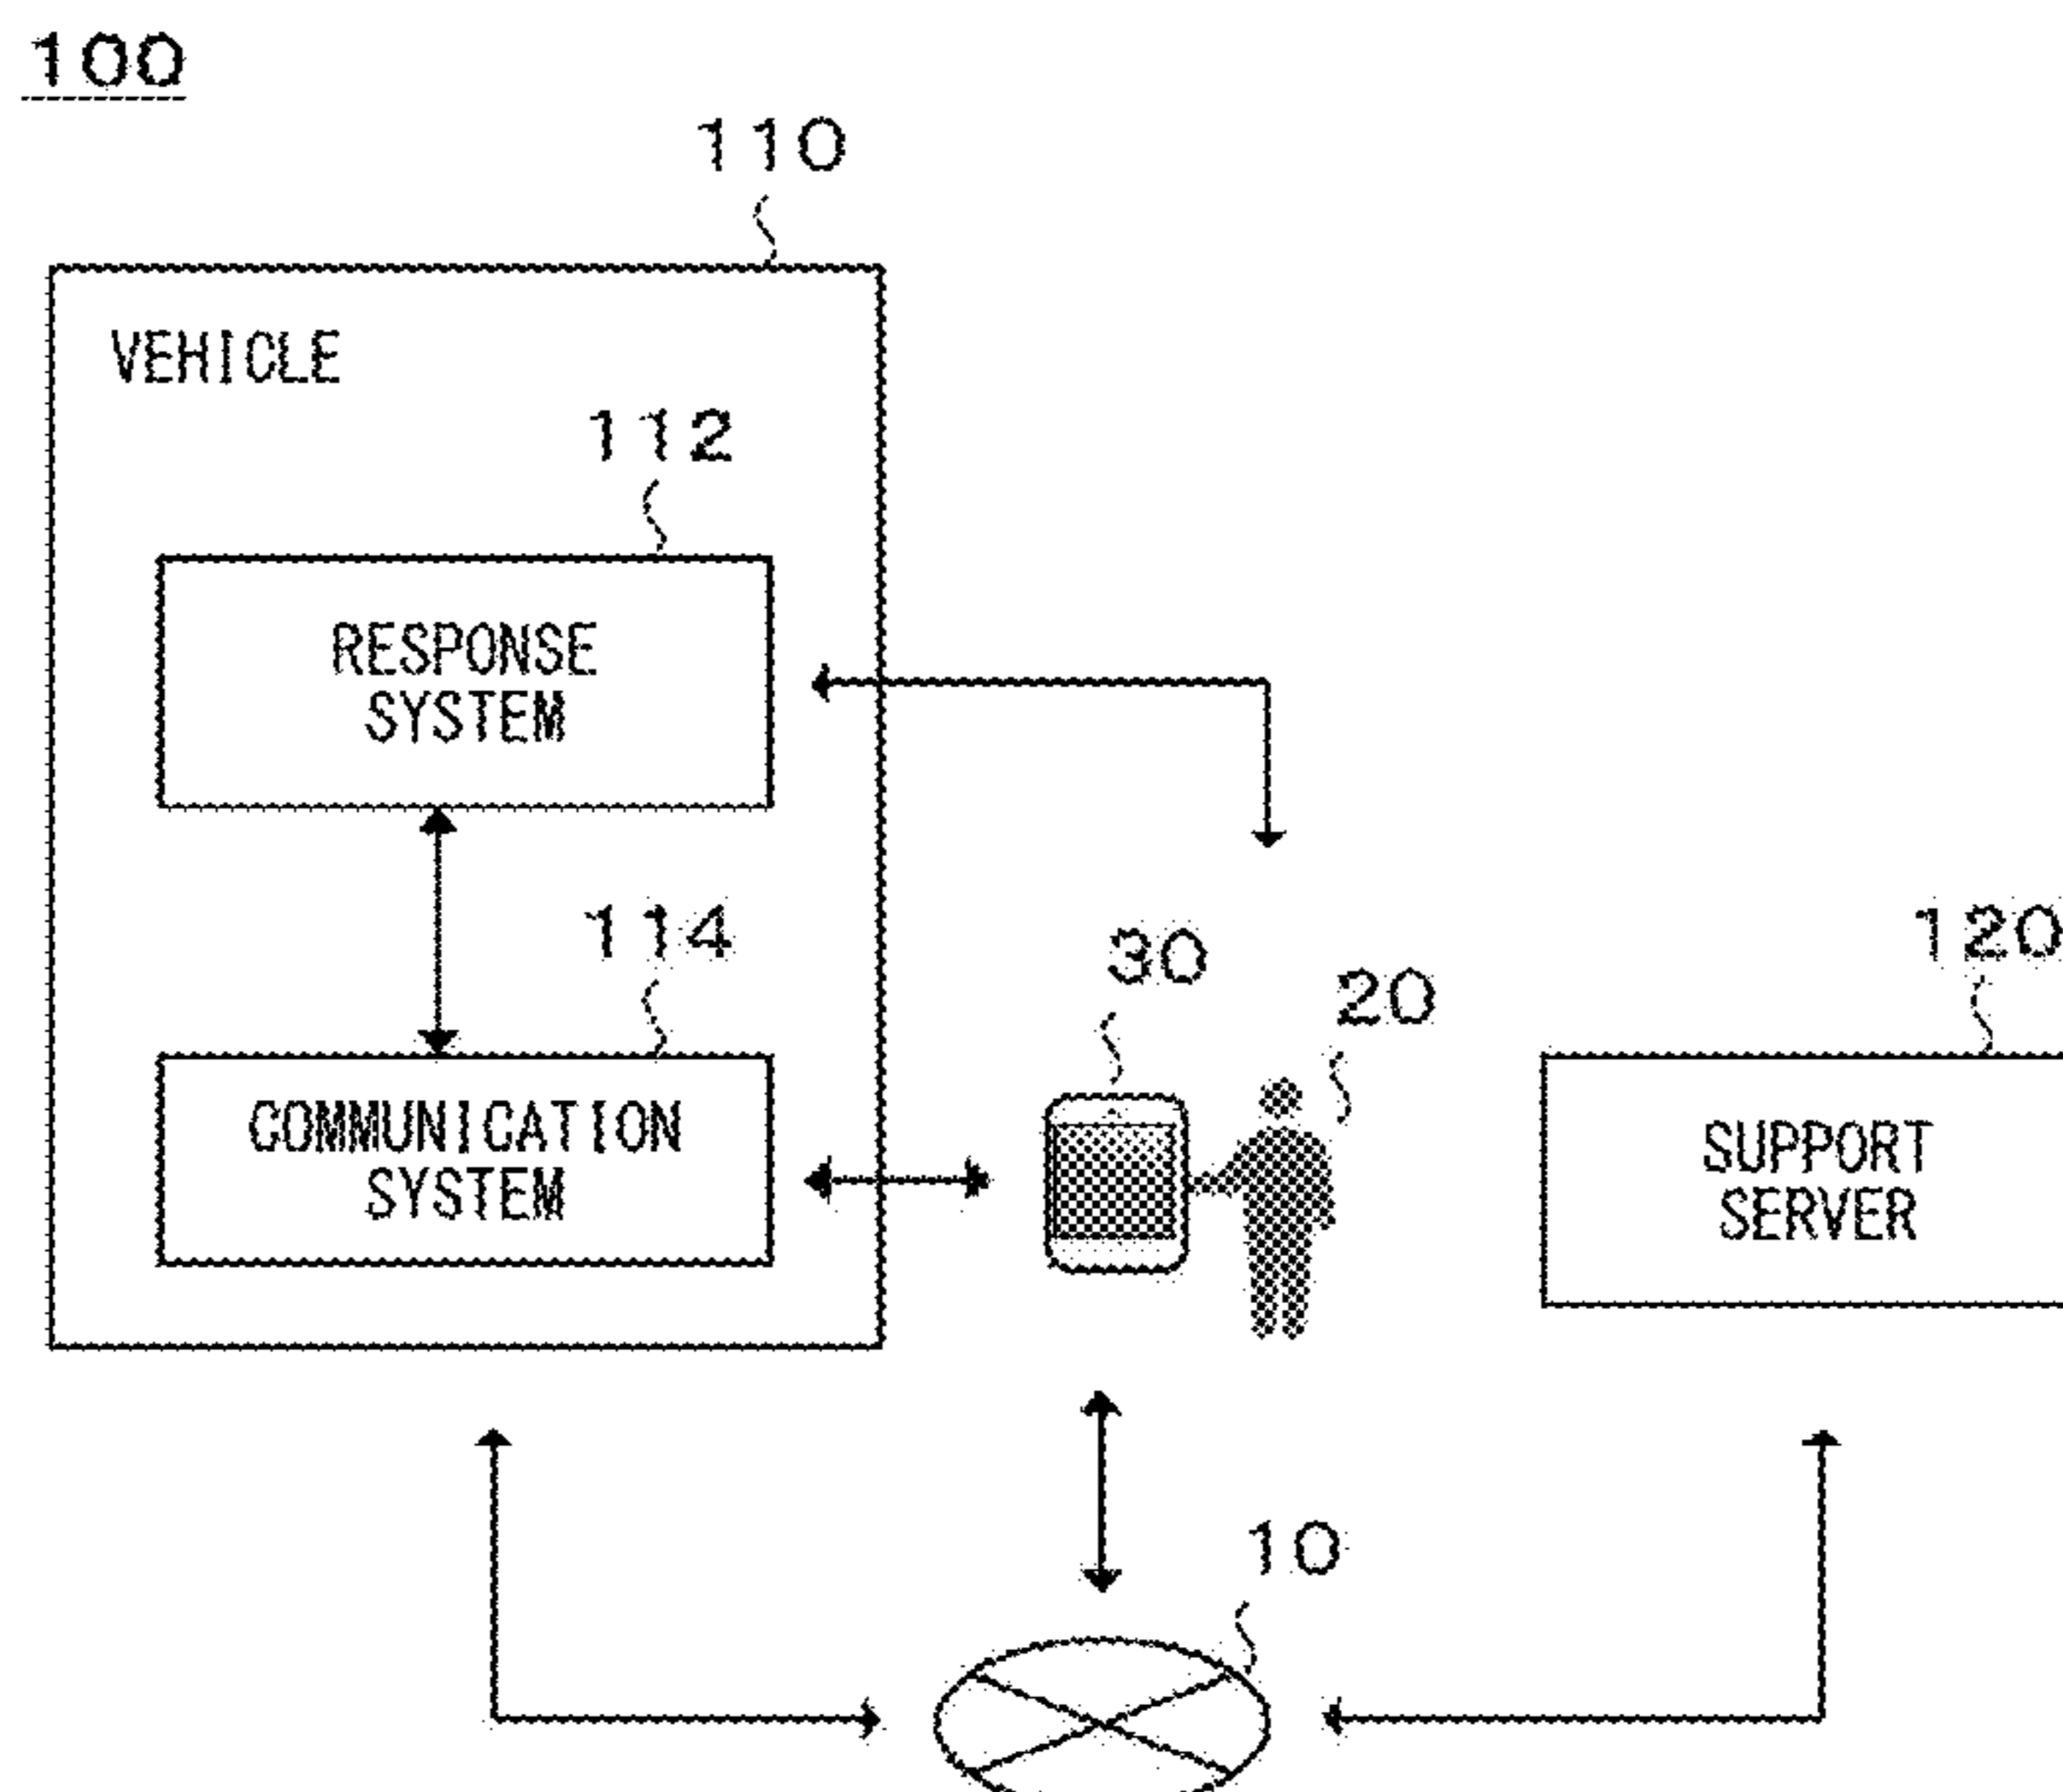 100
110
VEHICLE
112
RESPONSE
SYSTEM
114
30
20
120
COMMUNICATION
SYSTEM
SUPPORT
SERVER
10